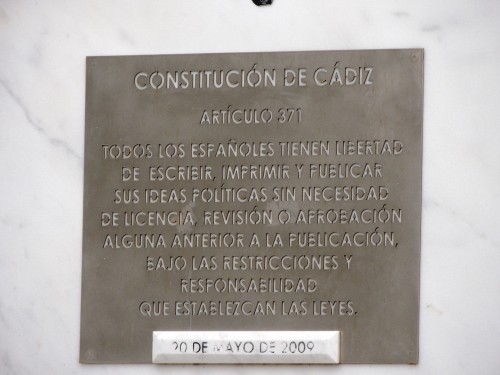 CONSTITUCIÓN DE CÁDIZ
ARTÍCULO 371
TODOS LOS ESPAÑOLES TIENEN LIBERTAD
DE ESCRIBIR, IMPRIMIR Y PUBLICAR
SUS IDEAS POLÍTICAS SIN NECESIDAD
DE LICENCIA, REVISIÓN O APROBACIÓN
ALGUNA ANTERIOR A LA PUBLICACIÓN,
BAJO LAS RESTRICCIONES Y
RESPONSABILIDAD
QUE ESTABLEZCAN LAS LEYES.
20 DE MAYO DE 2009